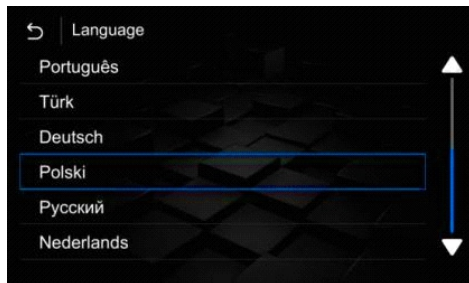 Language
Português
Türk
Deutsch
Polski
Русский
Nederlands